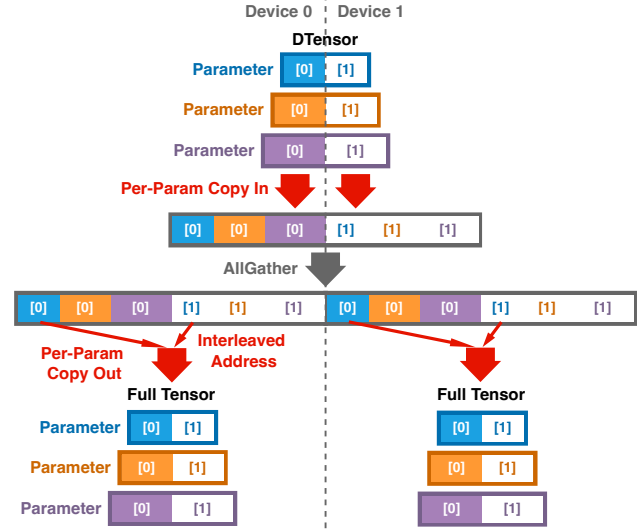 Device 0 Device 1
DTensor
Parameter [0] [1]
Parameter [0] [1]
Parameter [0] [1]
Per-Param Copy In
[0] [0] [0] [1] [1] [1]
AllGather
[0] [0] [0] [1] [1] [1] [0] [0] [0] [1] [1] [1]
Per-Param
Copy Out
Interleaved
Address
Full Tensor Full Tensor
Parameter [0] [1] [0] [1]
Parameter [0] [1] [0] [1]
Parameter [0] [1] [0] [1]